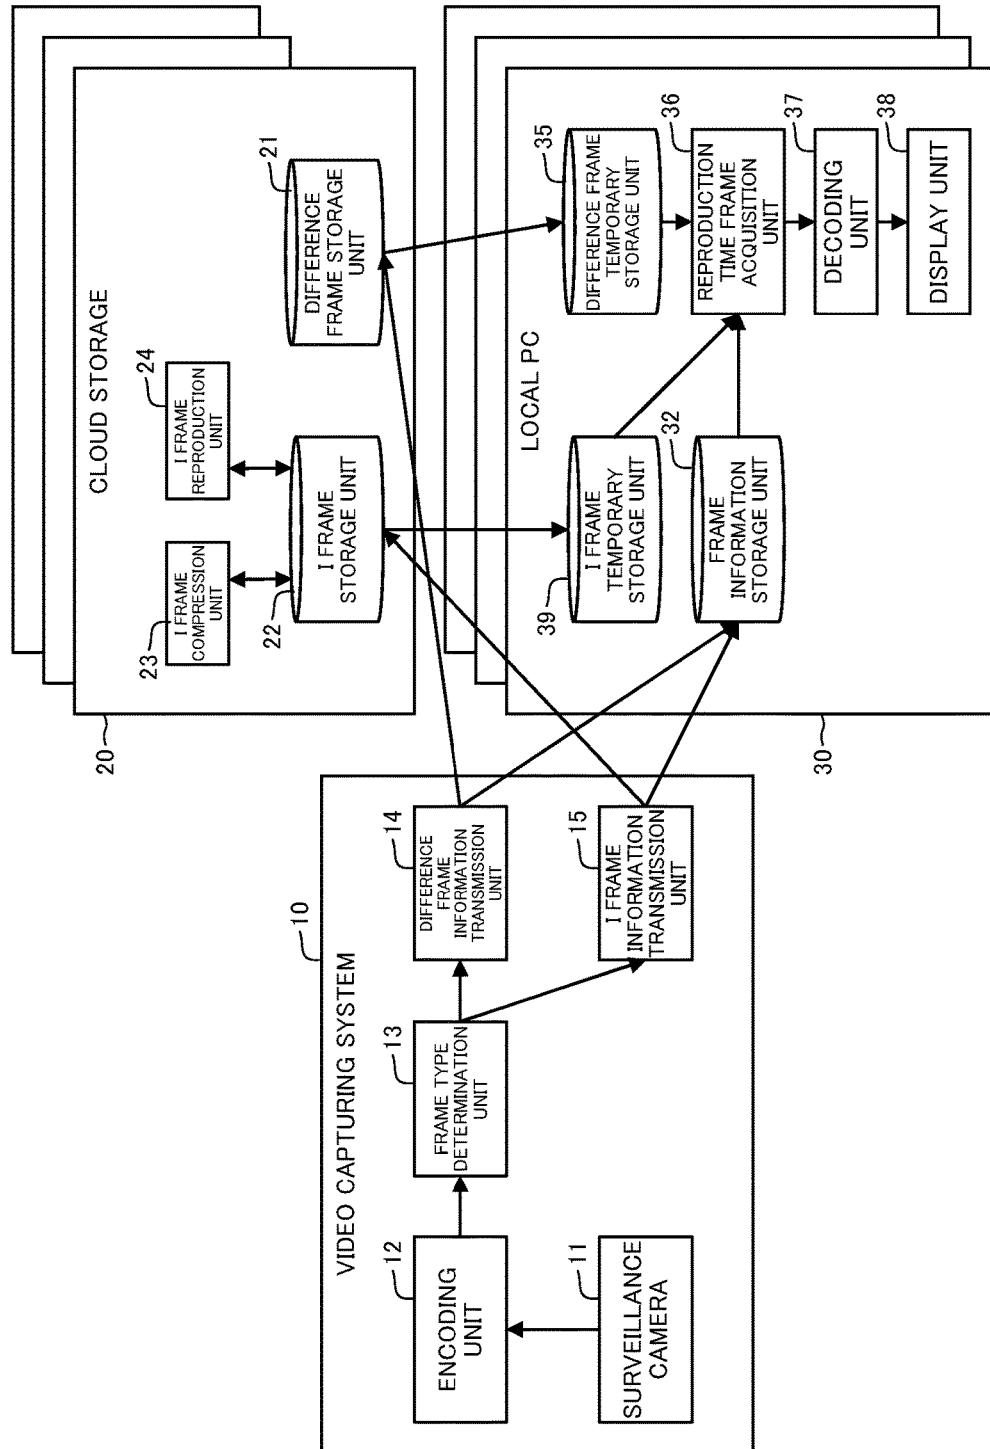 VIDEO CAPTURING SYSTEM
10
SURVEILLANCE
CAMERA
11
ENCODING
UNIT
12
FRAME TYPE
DETERMINATION
UNIT
13
DIFFERENCE
FRAME
INFORMATION
TRANSMISSION
UNIT
14
I FRAME
INFORMATION
TRANSMISSION
UNIT
15
CLOUD STORAGE
20
I FRAME
COMPRESSION
UNIT
23
I FRAME
REPRODUCTION
UNIT
24
I FRAME
STORAGE UNIT
22
DIFFERENCE
FRAME STORAGE
UNIT
21
LOCAL PC
30
I FRAME
TEMPORARY
STORAGE UNIT
39
FRAME
INFORMATION
STORAGE UNIT
32
DIFFERENCE FRAME
TEMPORARY
STORAGE UNIT
35
REPRODUCTION
TIME FRAME
ACQUISITION
UNIT
36
DECODING
UNIT
37
DISPLAY UNIT
38